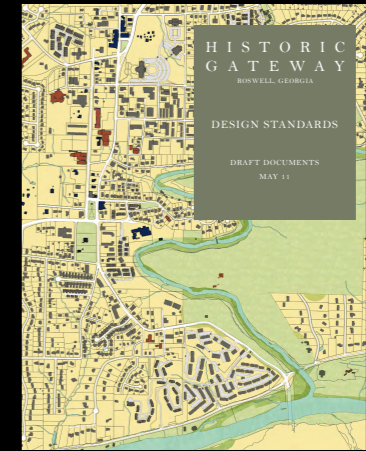 HISTORIC
GATEWAY
ROSWELL, GEORGIA
DESIGN STANDARDS
DRAFT DOCUMENTS
MAY 11